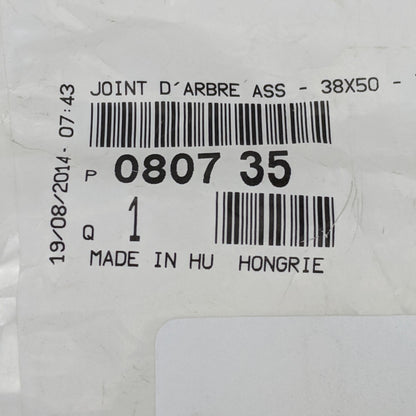 JOINT D´ARBRE ASS - 38X50 -
P 0807 35
Q 1
MADE IN HU HONGRIE
19/08/2014- 07:43